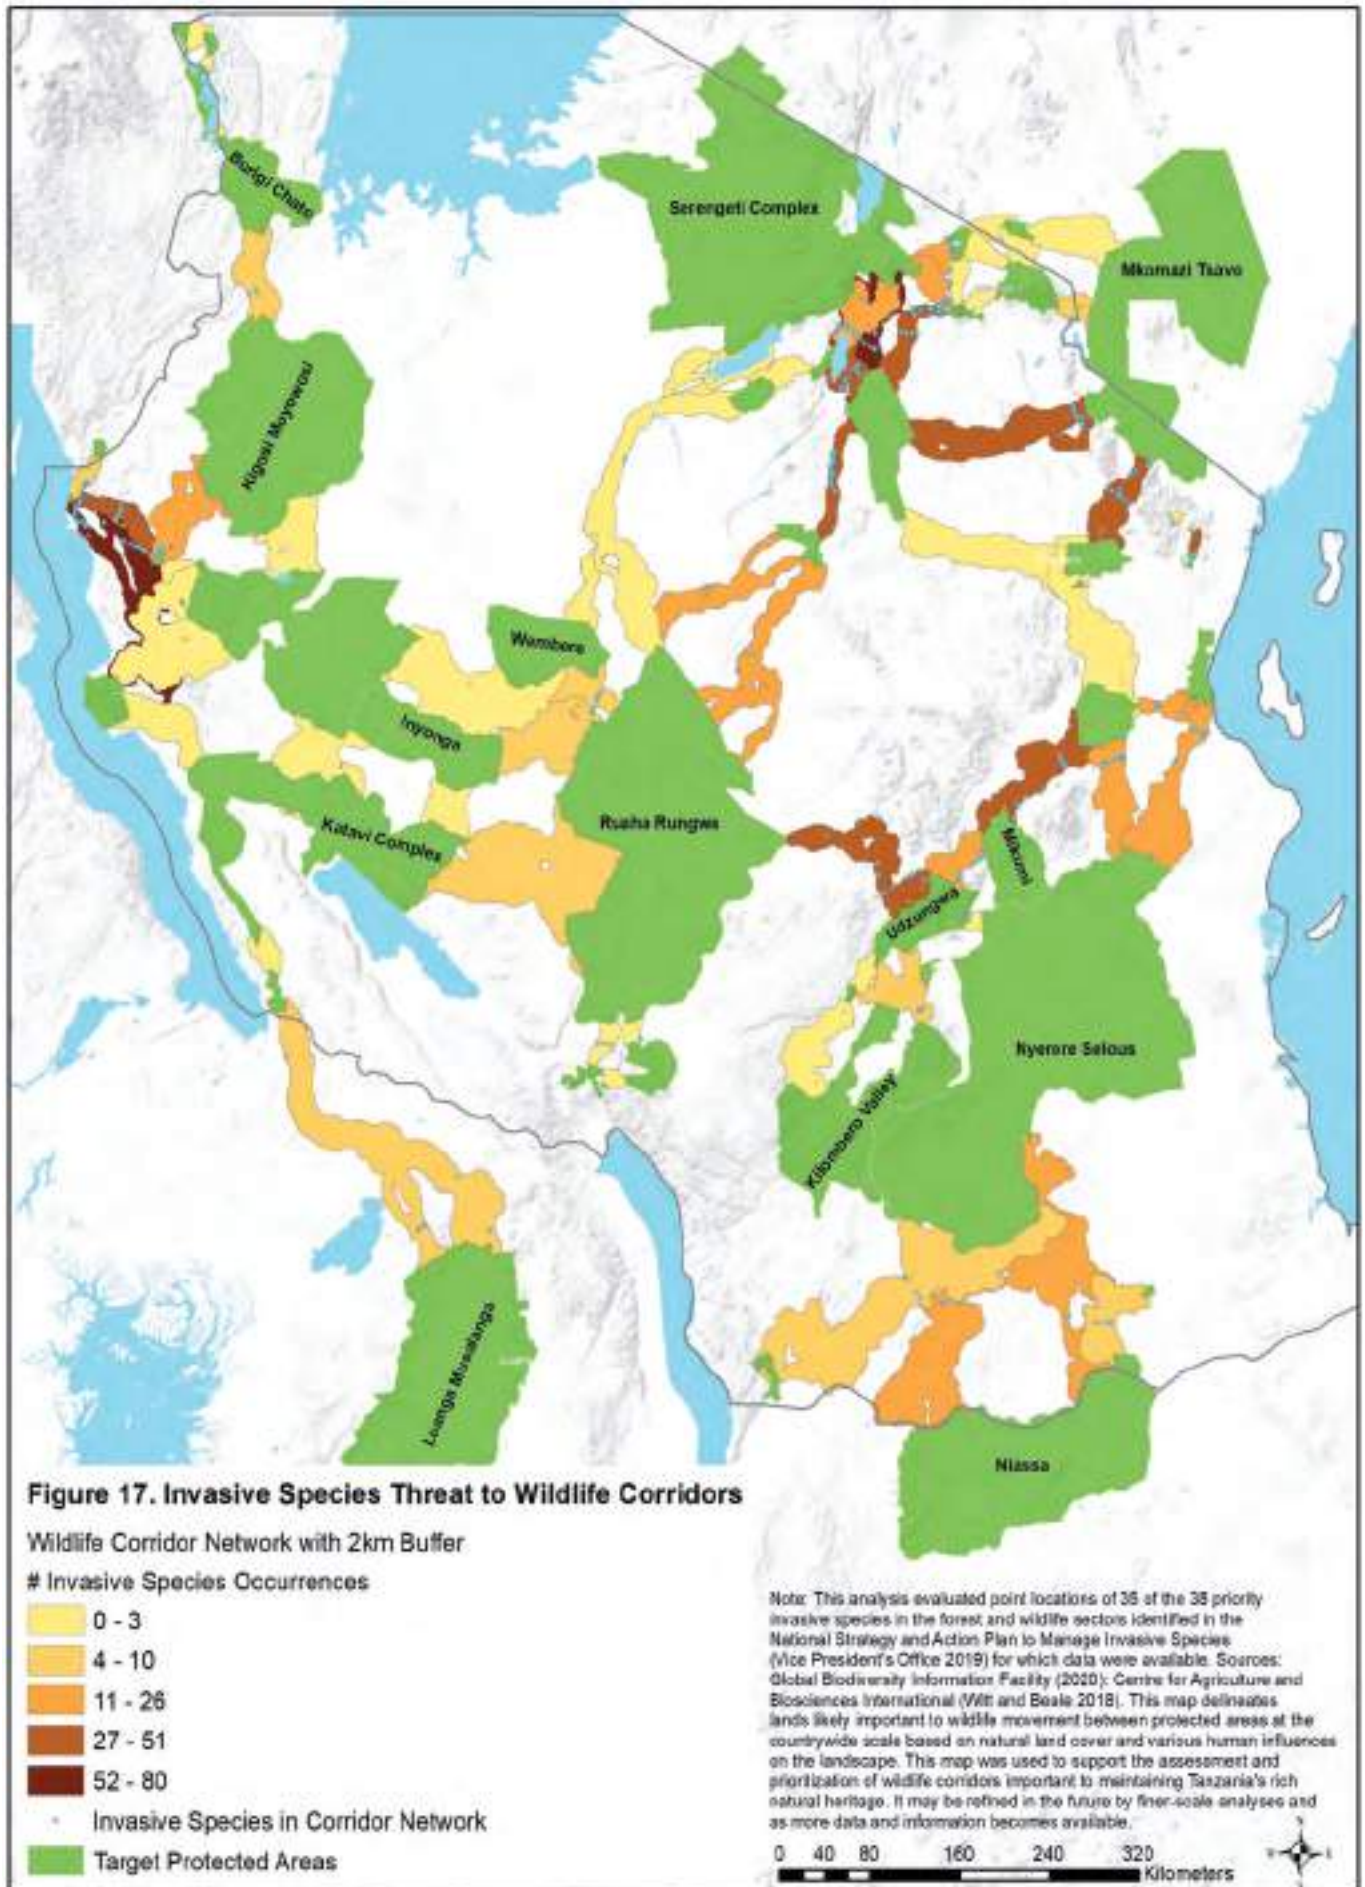 Burigi Chato
Serengeti Complex
Mkomazi Tsavo
Kigosi Moyowosi
Wembere
Inyonga
Ruaha Rungwa
Katavi Complex
Mikumi
Udzungwa
Nyerere Selous
Kilombero Valley
Luanga Musalanga
Niassa
Figure 17. Invasive Species Threat to Wildlife Corridors
Wildlife Corridor Network with 2km Buffer
# Invasive Species Occurrences
0 - 3
4 - 10
11 - 26
27 - 51
52 - 80
Invasive Species in Corridor Network
Target Protected Areas
Note: This analysis evaluated point locations of 35 of the 38 priority
invasive species in the forest and wildlife sectors identified in the
National Strategy and Action Plan to Manage Invasive Species
(Vice President's Office 2019) for which data were available. Sources:
Global Biodiversity Information Facility (2020); Centre for Agriculture and
Biosciences International (Witt and Beale 2018). This map delineates
lands likely important to wildlife movement between protected areas at the
countrywide scale based on natural land cover and various human influences
on the landscape. This map was used to support the assessment and
prioritization of wildlife corridors important to maintaining Tanzania's rich
natural heritage. It may be refined in the future by finer-scale analyses and
as more data and information becomes available.
0 40 80 160 240 320
Kilometers